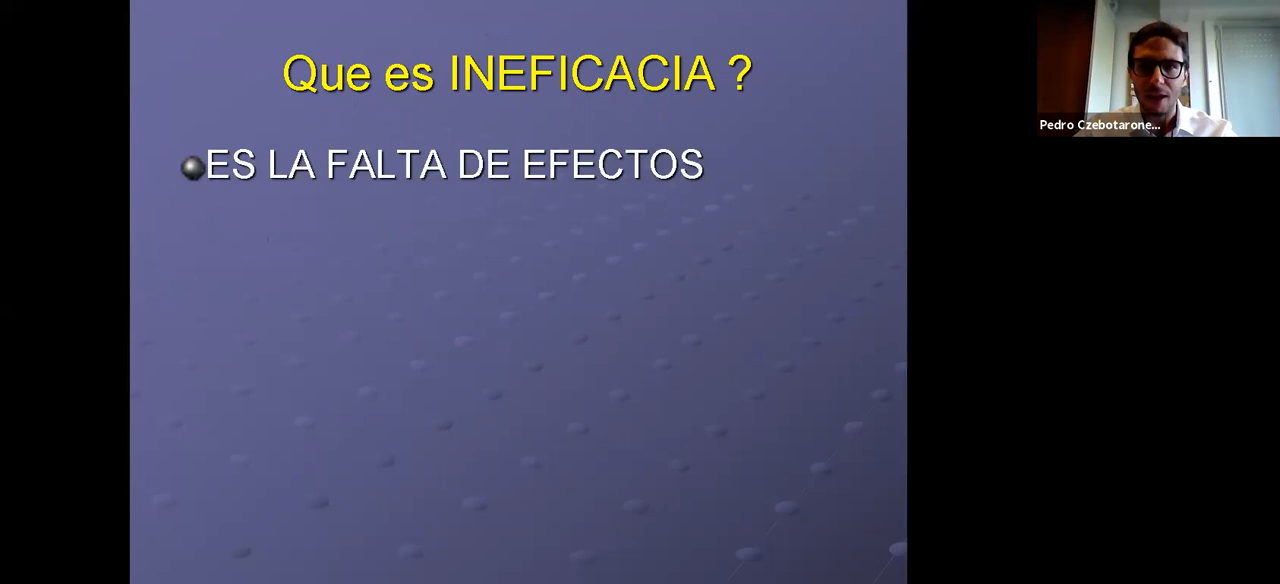 Que es INEFICACIA ?
ES LA FALTA DE EFECTOS
Pedro Czebotarone...